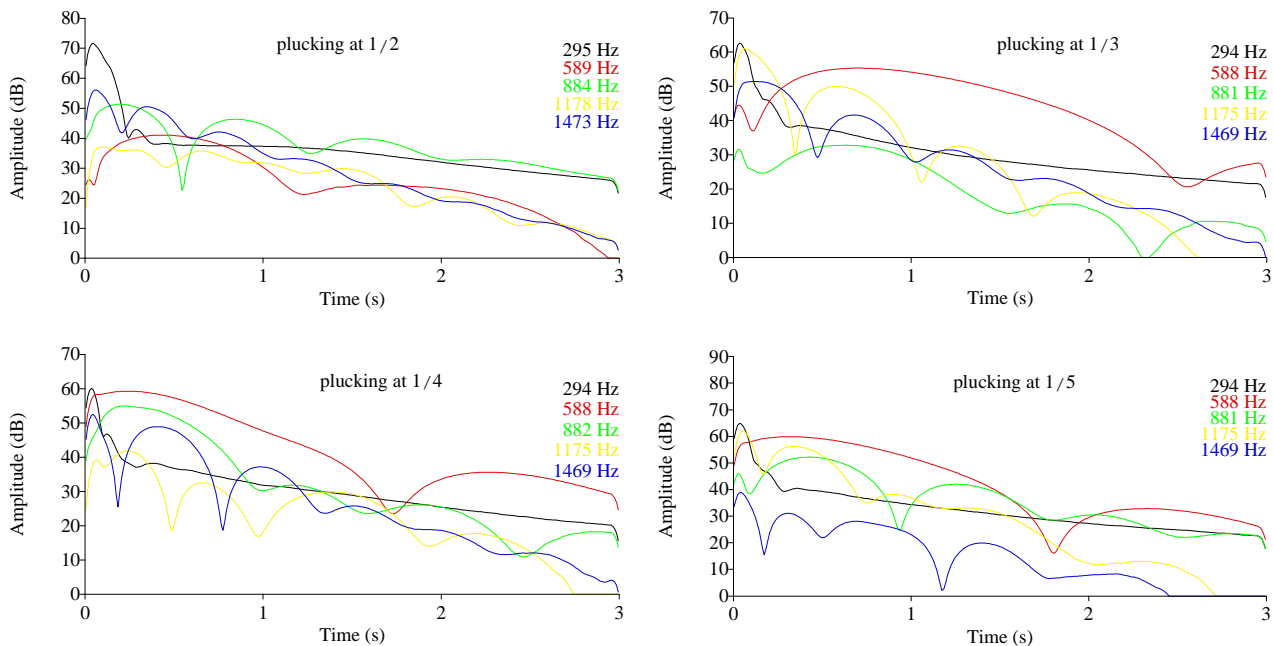 plucking at 1/2
295 Hz
589 Hz
884 Hz
1178 Hz
1473 Hz
Amplitude (dB)
80
70
60
50
40
30
20
10
0
0 1 2 3
Time (s)
plucking at 1/3
294 Hz
588 Hz
881 Hz
1175 Hz
1469 Hz
Amplitude (dB)
70
60
50
40
30
20
10
0
0 1 2 3
Time (s)
plucking at 1/4
294 Hz
588 Hz
882 Hz
1175 Hz
1469 Hz
Amplitude (dB)
70
60
50
40
30
20
10
0
0 1 2 3
Time (s)
plucking at 1/5
294 Hz
588 Hz
881 Hz
1175 Hz
1469 Hz
Amplitude (dB)
90
80
70
60
50
40
30
20
10
0
0 1 2 3
Time (s)